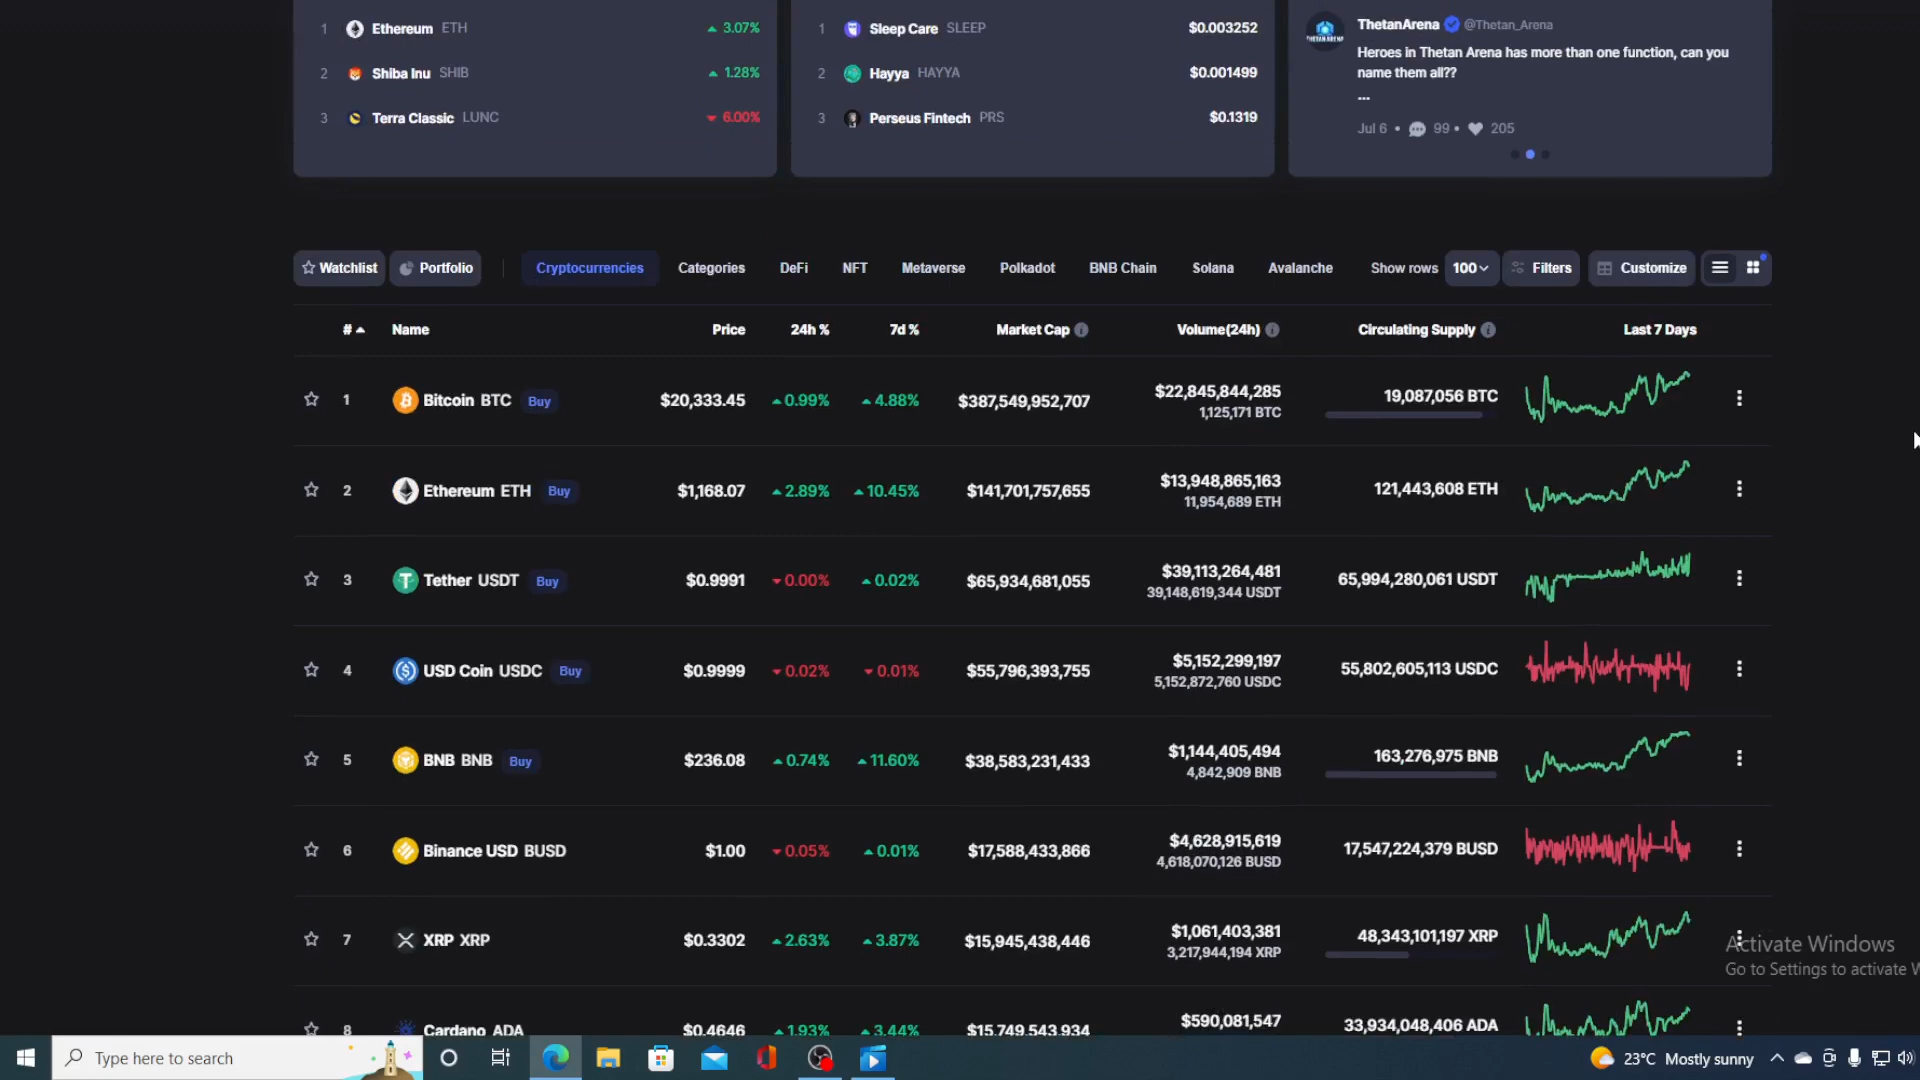 1 Ethereum ETH 3.07%
2 Shiba Inu SHIB 1.28%
3 Terra Classic LUNC 6.00%
1 Sleep Care SLEEP $0.003252
2 Hayya HAYYA $0.001499
3 Perseus Fintech PRS $0.1319
ThetanArena @Thetan_Arena
Heroes in Thetan Arena has more than one function, can you
name them all??
...
Jul 6 • 99 • 205
Watchlist Portfolio Cryptocurrencies Categories DeFi NFT Metaverse Polkadot BNB Chain Solana Avalanche Show rows 100 Filters Customize
# Name Price 24h % 7d % Market Cap Volume(24h) Circulating Supply Last 7 Days
1 Bitcoin BTC Buy $20,333.45 0.99% 4.88% $387,549,952,707 $22,845,844,285 19,087,056 BTC
1,125,171 BTC
2 Ethereum ETH Buy $1,168.07 2.89% 10.45% $141,701,757,655 $13,948,865,163 121,443,608 ETH
11,954,689 ETH
3 Tether USDT Buy $0.9991 0.00% 0.02% $65,934,681,055 $39,113,264,481 65,994,280,061 USDT
39,148,619,344 USDT
4 USD Coin USDC Buy $0.9999 0.02% 0.01% $55,796,393,755 $5,152,299,197 55,802,605,113 USDC
5,152,872,760 USDC
5 BNB BNB Buy $236.08 0.74% 11.60% $38,583,231,433 $1,144,405,494 163,276,975 BNB
4,842,909 BNB
6 Binance USD BUSD $1.00 0.05% 0.01% $17,588,433,866 $4,628,915,619 17,547,224,379 BUSD
4,618,070,126 BUSD
7 XRP XRP $0.3302 2.63% 3.87% $15,945,438,446 $1,061,403,381 48,343,101,197 XRP
3,217,944,194 XRP
Activate Windows
Go to Settings to activate W
8 Cardano ADA $0.4646 1.93% 3.44% $15,749,543,934 $590,081,547 33,934,048,406 ADA
Type here to search 23°C Mostly sunny